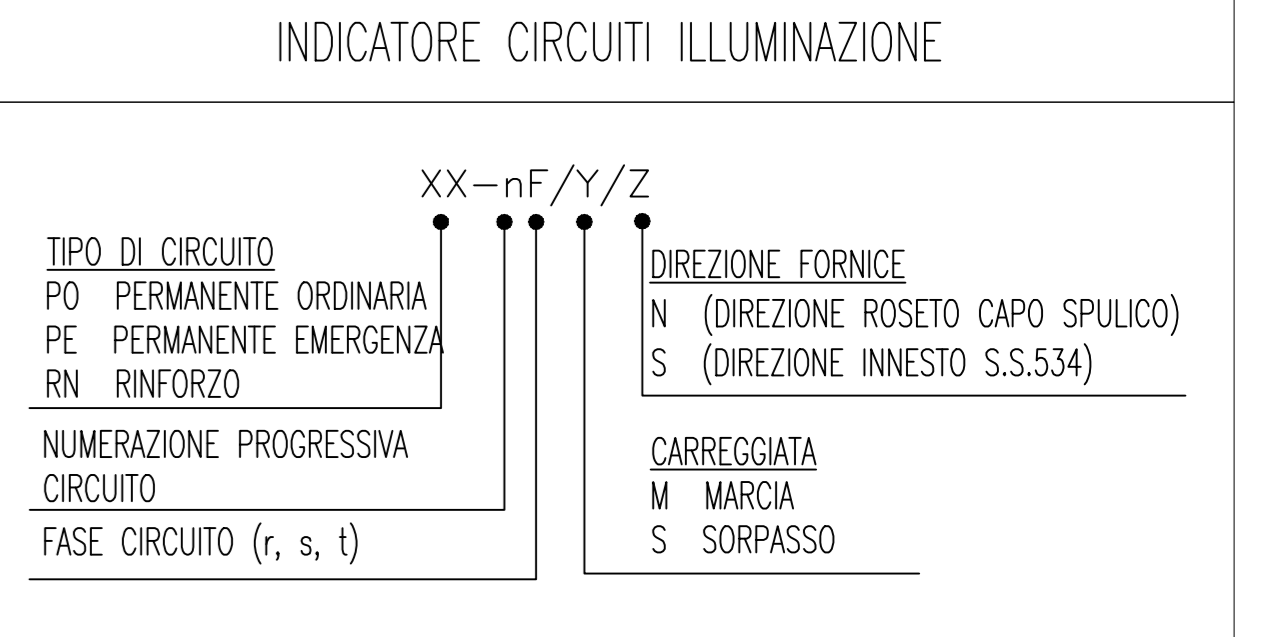 INDICATORE CIRCUITI ILLUMINAZIONE
XX-nF/Y/Z
TIPO DI CIRCUITO
PO PERMANENTE ORDINARIA
PE PERMANENTE EMERGENZA
RN RINFORZO
NUMERAZIONE PROGRESSIVA
CIRCUITO
FASE CIRCUITO (r, s, t)
DIREZIONE FORNICE
N (DIREZIONE ROSETO CAPO SPULICO)
S (DIREZIONE INNESTO S.S.534)
CARREGGIATA
M MARCIA
S SORPASSO